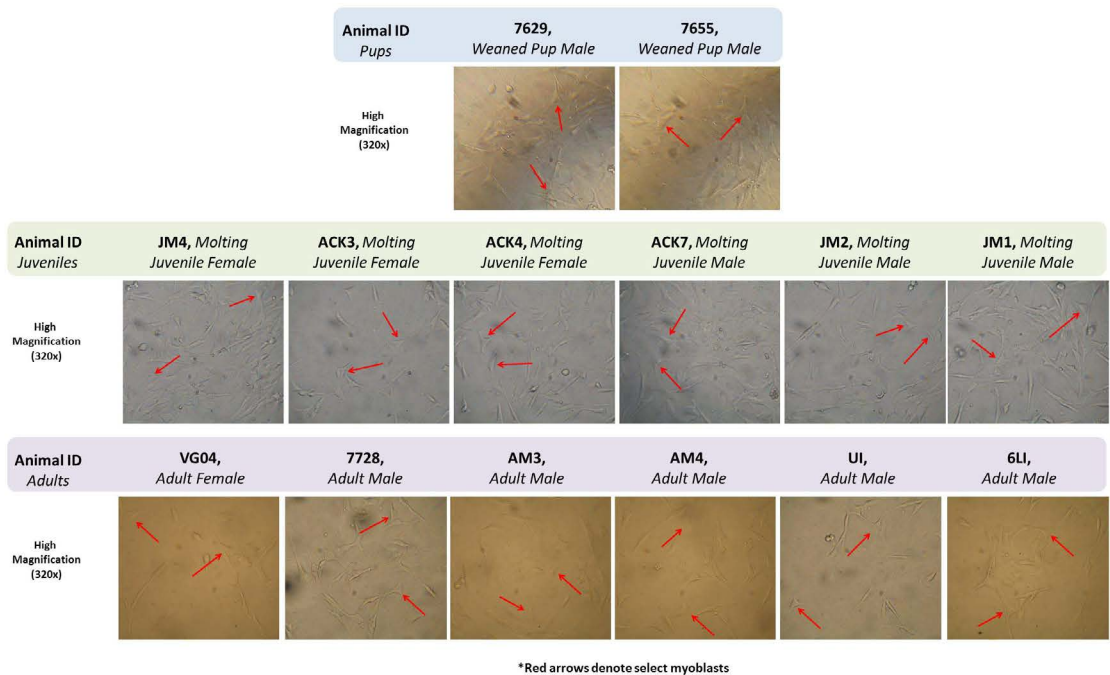 Animal ID
Pups
7629,
Weaned Pup Male
7655,
Weaned Pup Male
High
Magnification
(320x)
Animal ID
Juveniles
JM4, Molting
Juvenile Female
ACK3, Molting
Juvenile Female
ACK4, Molting
Juvenile Female
ACK7, Molting
Juvenile Male
JM2, Molting
Juvenile Male
JM1, Molting
Juvenile Male
High
Magnification
(320x)
Animal ID
Adults
VG04,
Adult Female
7728,
Adult Male
AM3,
Adult Male
AM4,
Adult Male
UI,
Adult Male
6LI,
Adult Male
High
Magnification
(320x)
*Red arrows denote select myoblasts